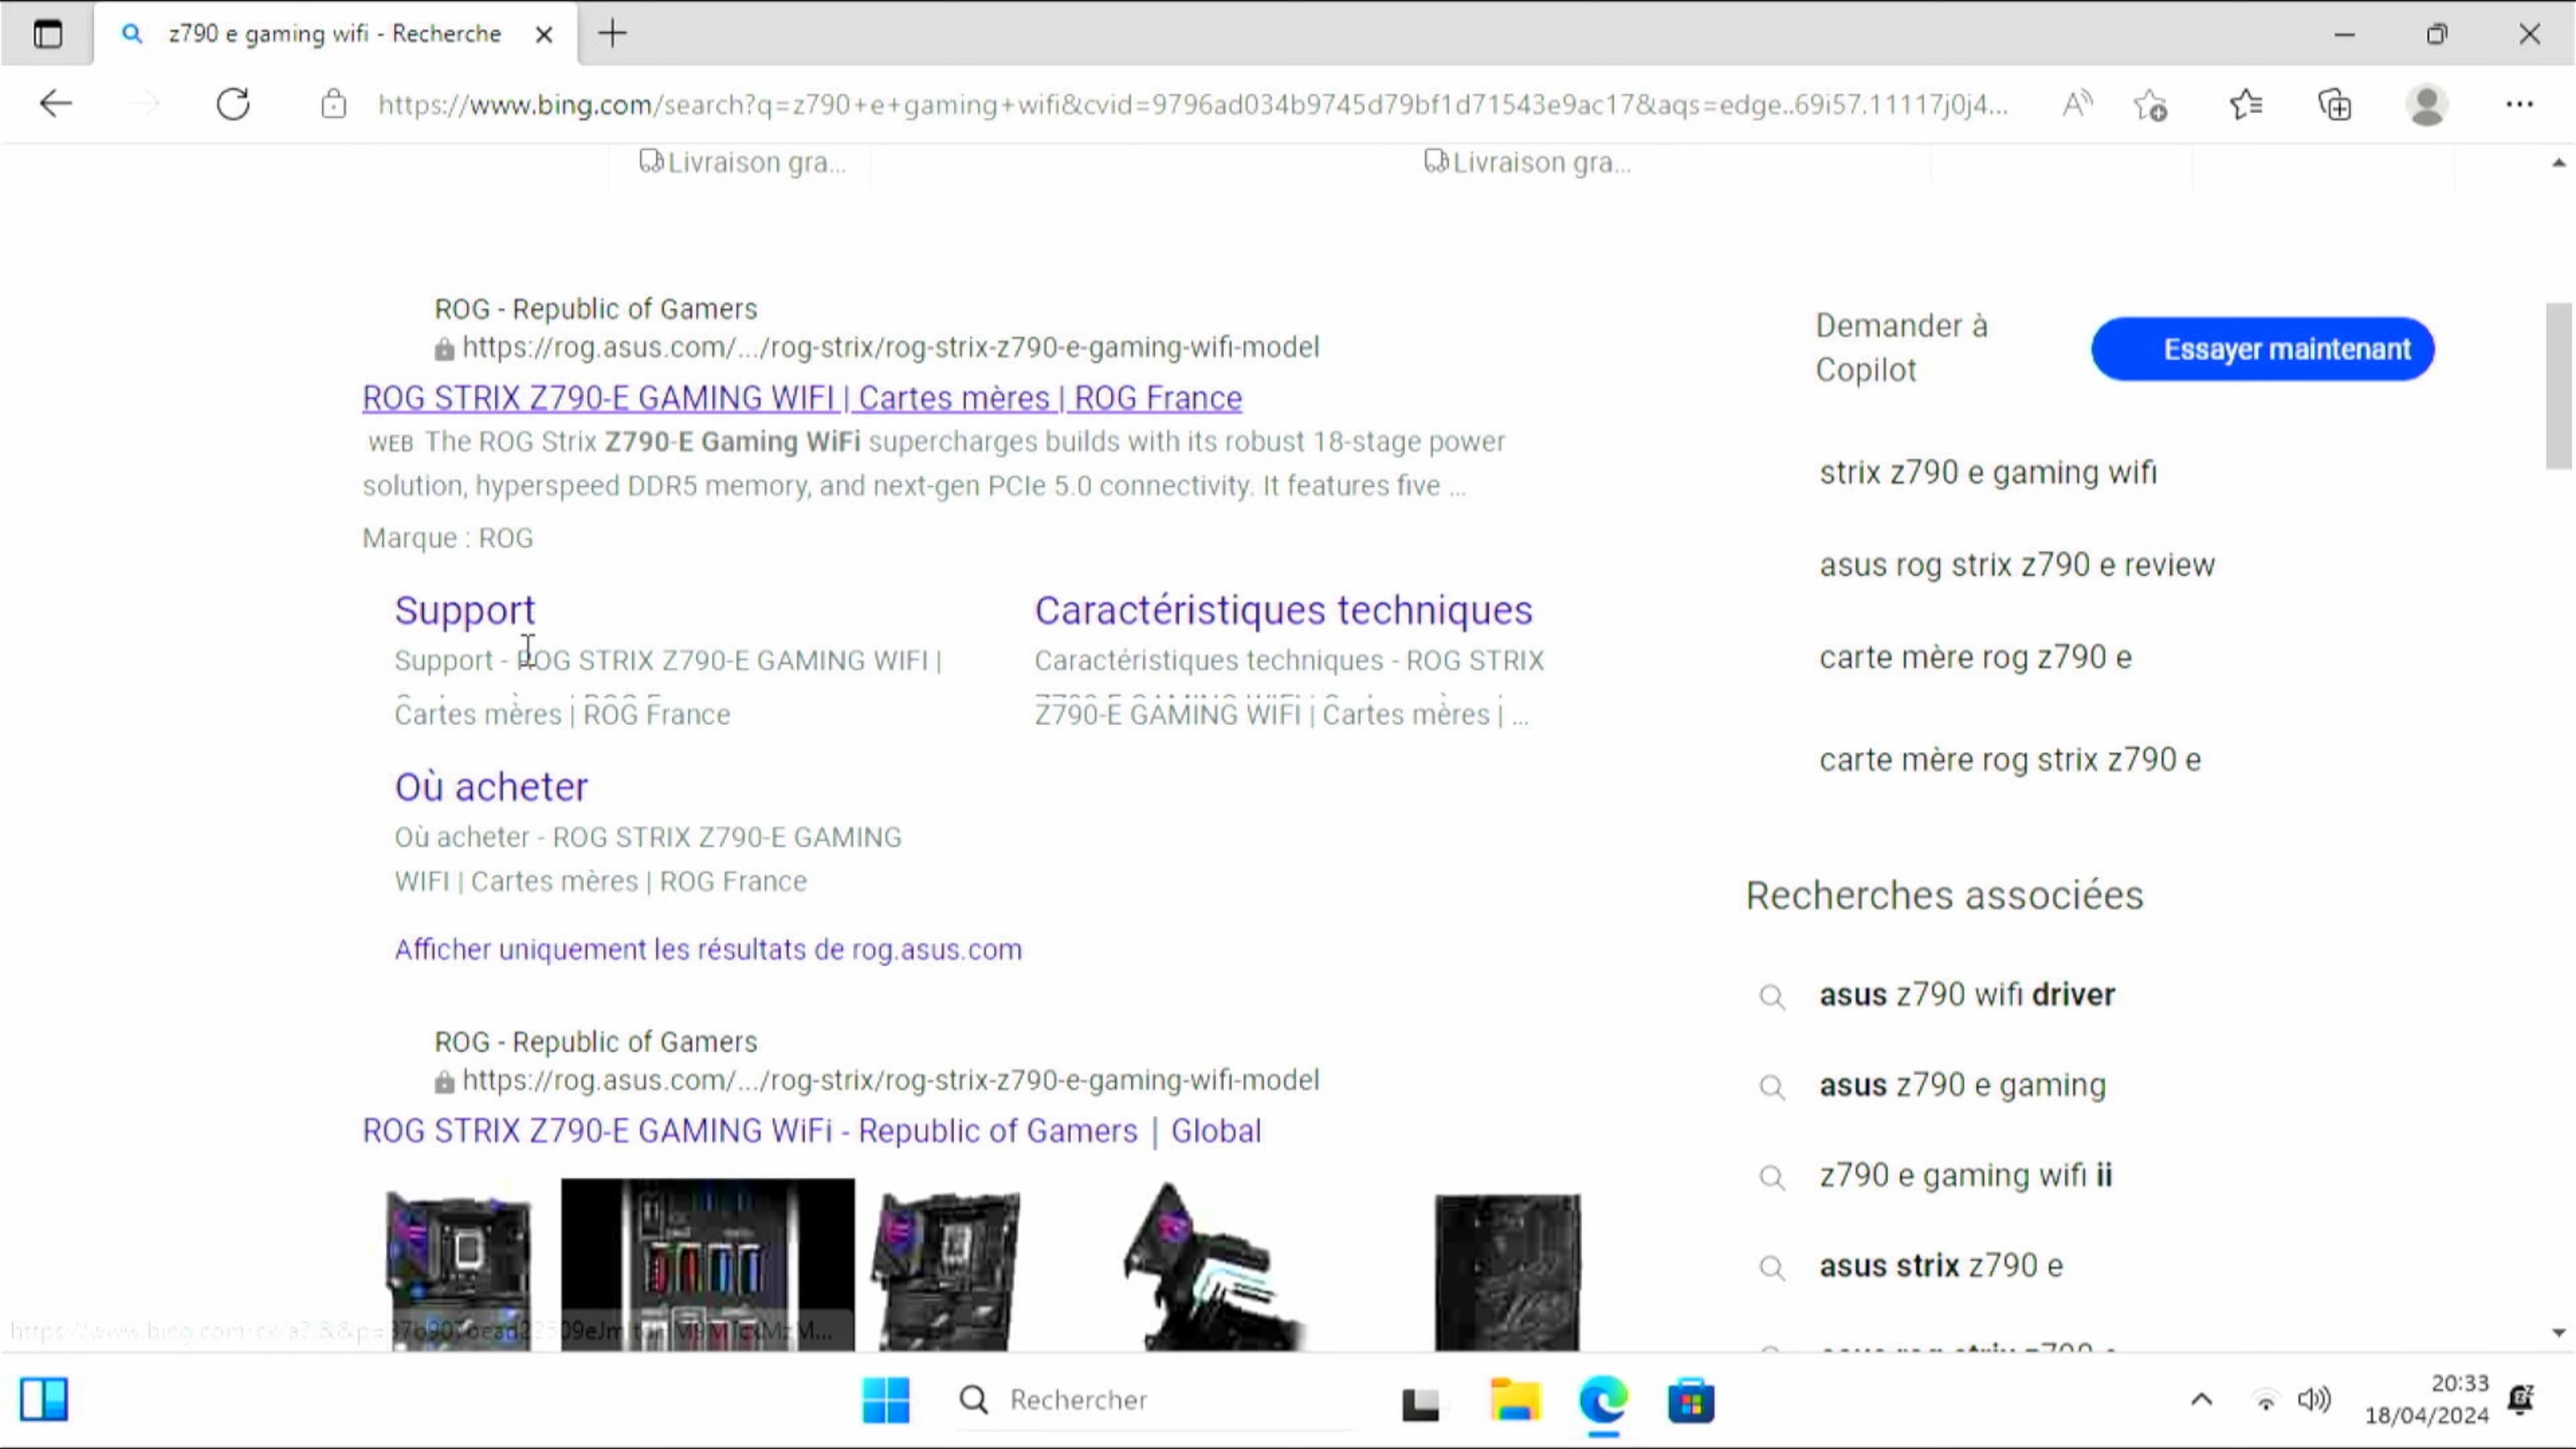 z790 e gaming wifi - Recherche
https://www.bing.com/search?q=z790+e+gaming+wifi&cvid=9796ad034b9745d79bf1d71543e9ac17&aqs=edge..69i57.11117j0j4...
Livraison gra...
Livraison gra...
ROG - Republic of Gamers
https://rog.asus.com/.../rog-strix/rog-strix-z790-e-gaming-wifi-model
ROG STRIX Z790-E GAMING WIFI | Cartes mères | ROG France
WEB The ROG Strix Z790-E Gaming WiFi supercharges builds with its robust 18-stage power
solution, hyperspeed DDR5 memory, and next-gen PCIe 5.0 connectivity. It features five ...
Marque : ROG
Support
Support - ROG STRIX Z790-E GAMING WIFI |
Cartes mères | ROG France
Caractéristiques techniques
Caractéristiques techniques - ROG STRIX
Z790-E GAMING WIFI | Cartes mères | ...
Où acheter
Où acheter - ROG STRIX Z790-E GAMING
WIFI | Cartes mères | ROG France
Afficher uniquement les résultats de rog.asus.com
ROG - Republic of Gamers
https://rog.asus.com/.../rog-strix/rog-strix-z790-e-gaming-wifi-model
ROG STRIX Z790-E GAMING WiFi - Republic of Gamers | Global
Demander à
Copilot
Essayer maintenant
strix z790 e gaming wifi
asus rog strix z790 e review
carte mère rog z790 e
carte mère rog strix z790 e
Recherches associées
asus z790 wifi driver
asus z790 e gaming
z790 e gaming wifi ii
asus strix z790 e
Rechercher
20:33
18/04/2024